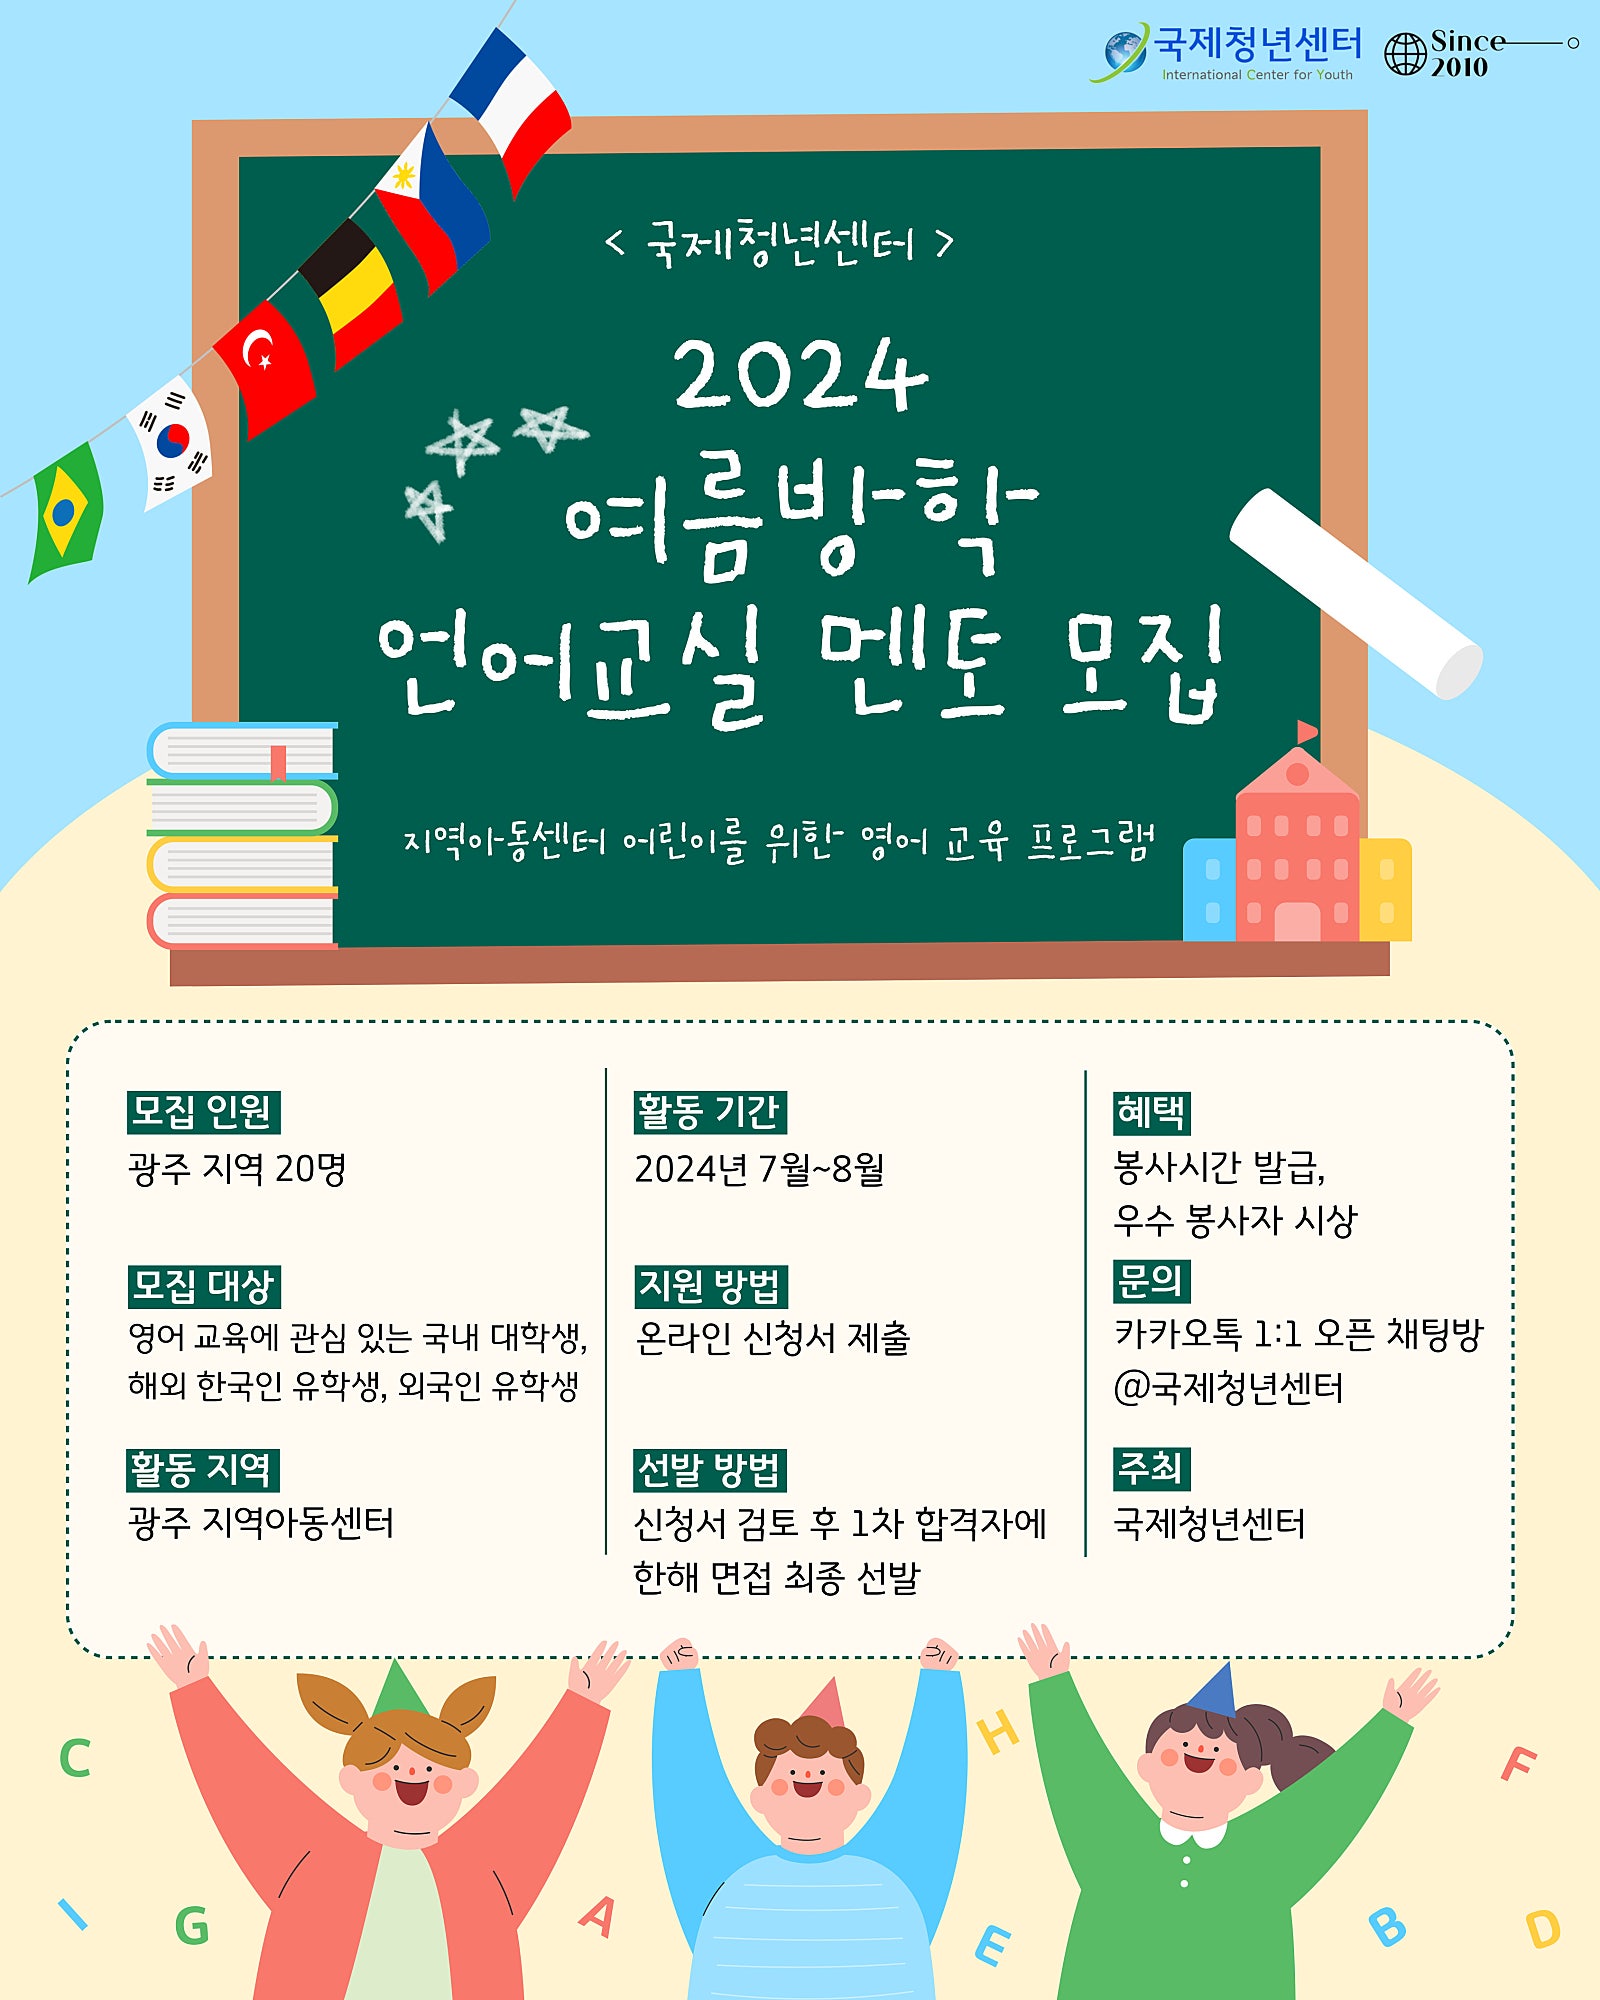 국제청년센터
International Center for Youth
Since
2010
< 국제청년센터 >
2024
여름방학
언어교실 멘토 모집
지역아동센터 어린이를 위한 영어 교육 프로그램
모집 인원
광주 지역 20명
모집 대상
영어 교육에 관심 있는 국내 대학생,
해외 한국인 유학생, 외국인 유학생
활동 지역
광주 지역아동센터
활동 기간
2024년 7월~8월
지원 방법
온라인 신청서 제출
선발 방법
신청서 검토 후 1차 합격자에
한해 면접 최종 선발
혜택
봉사시간 발급,
우수 봉사자 시상
문의
카카오톡 1:1 오픈 채팅방
@국제청년센터
주최
국제청년센터
C
H
F
I
G
A
E
B
D